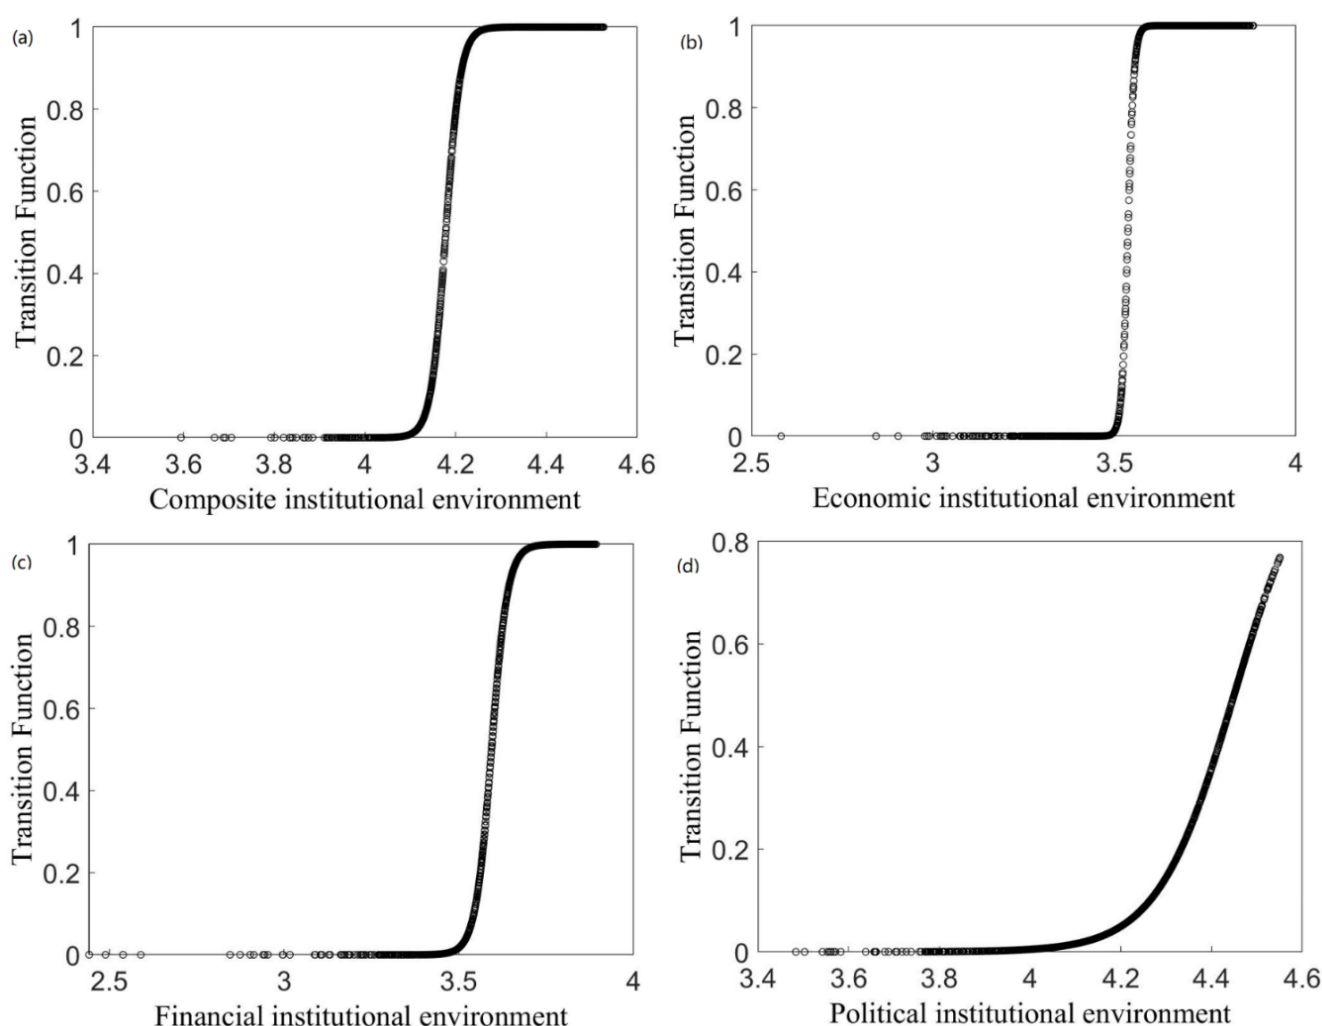 (a)
Transition Function
1
0.8
0.6
0.4
0.2
0
3.4 3.6 3.8 4 4.2 4.4 4.6
Composite institutional environment
(b)
Transition Function
1
0.8
0.6
0.4
0.2
0
2.5 3 3.5 4
Economic institutional environment
(c)
Transition Function
1
0.8
0.6
0.4
0.2
0
2.5 3 3.5 4
Financial institutional environment
(d)
Transition Function
0.8
0.6
0.4
0.2
0
3.4 3.6 3.8 4 4.2 4.4 4.6
Political institutional environment